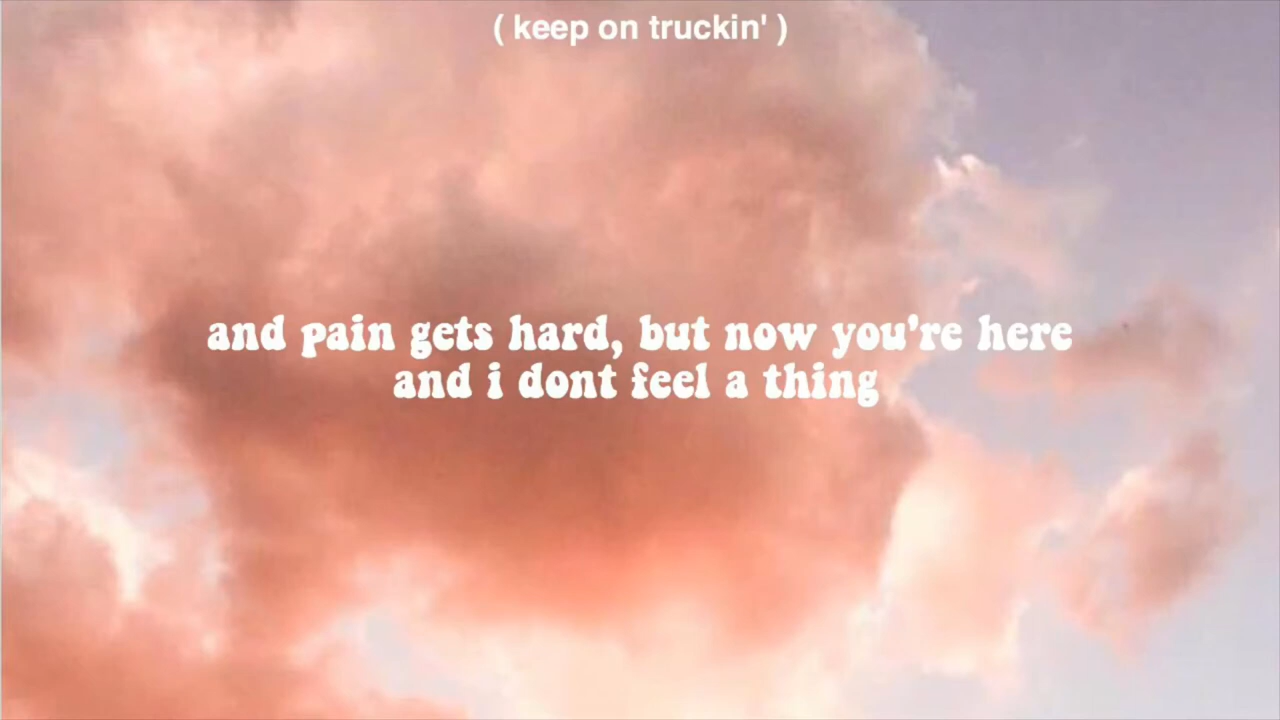 ( keep on truckin' )
and pain gets hard, but now you're here
and i dont feel a thing